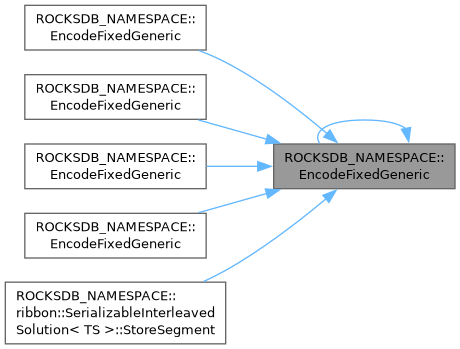 ROCKSDB_NAMESPACE::
EncodeFixedGeneric
ROCKSDB_NAMESPACE::
EncodeFixedGeneric
ROCKSDB_NAMESPACE::
EncodeFixedGeneric
ROCKSDB_NAMESPACE::
EncodeFixedGeneric
ROCKSDB_NAMESPACE::
ribbon::SerializableInterleaved
Solution< TS >::StoreSegment
ROCKSDB_NAMESPACE::
EncodeFixedGeneric